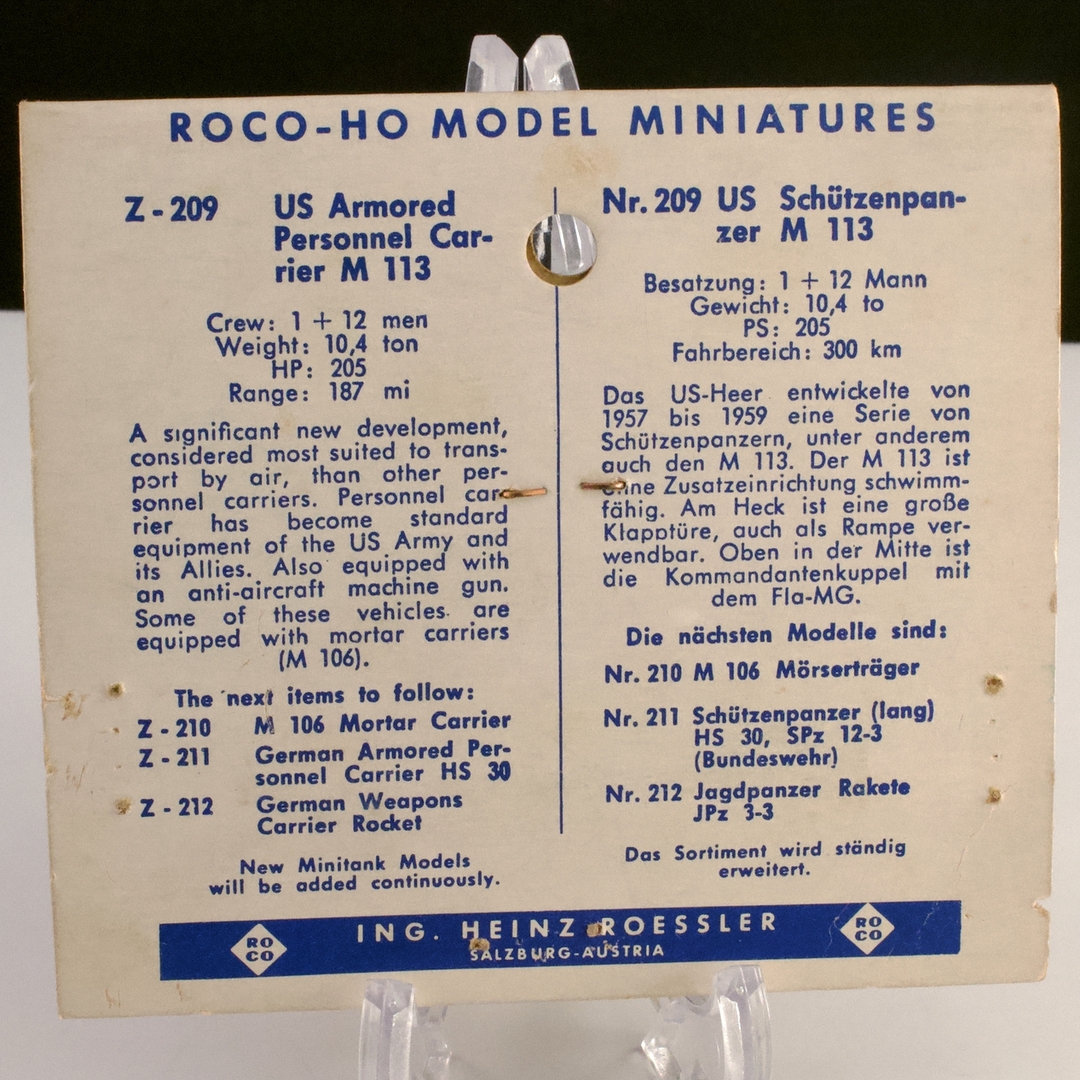 ROCO-HO MODEL MINIATURES
Z - 209 US Armored
Personnel Car-
rier M 113
Crew: 1 + 12 men
Weight: 10,4 ton
HP: 205
Range: 187 mi
A significant new development,
considered most suited to trans-
port by air, than other per-
sonnel carriers. Personnel car-
rier has become standard
equipment of the US Army and
its Allies. Also equipped with
an anti-aircraft machine gun.
Some of these vehicles are
equipped with mortar carriers
(M 106).
The next items to follow:
Z - 210 M 106 Mortar Carrier
Z - 211 German Armored Per-
sonnel Carrier HS 30
Z - 212 German Weapons
Carrier Rocket
New Minitank Models
will be added continuously.
Nr. 209 US Schützenpan-
zer M 113
Besatzung: 1 + 12 Mann
Gewicht: 10,4 to
PS: 205
Fahrbereich: 300 km
Das US-Heer entwickelte von
1957 bis 1959 eine Serie von
Schützenpanzern, unter anderem
auch den M 113. Der M 113 ist
ohne Zusatzeinrichtung schwimm-
fähig. Am Heck ist eine große
Klapptüre, auch als Rampe ver-
wendbar. Oben in der Mitte ist
die Kommandantenkuppel mit
dem Fla-MG.
Die nächsten Modelle sind:
Nr. 210 M 106 Mörserträger
Nr. 211 Schützenpanzer (lang)
HS 30, SPz 12-3
(Bundeswehr)
Nr. 212 Jagdpanzer Rakete
JPz 3-3
Das Sortiment wird ständig
erweitert.
RO
CO
ING. HEINZ ROESSLER
SALZBURG-AUSTRIA
RO
CO